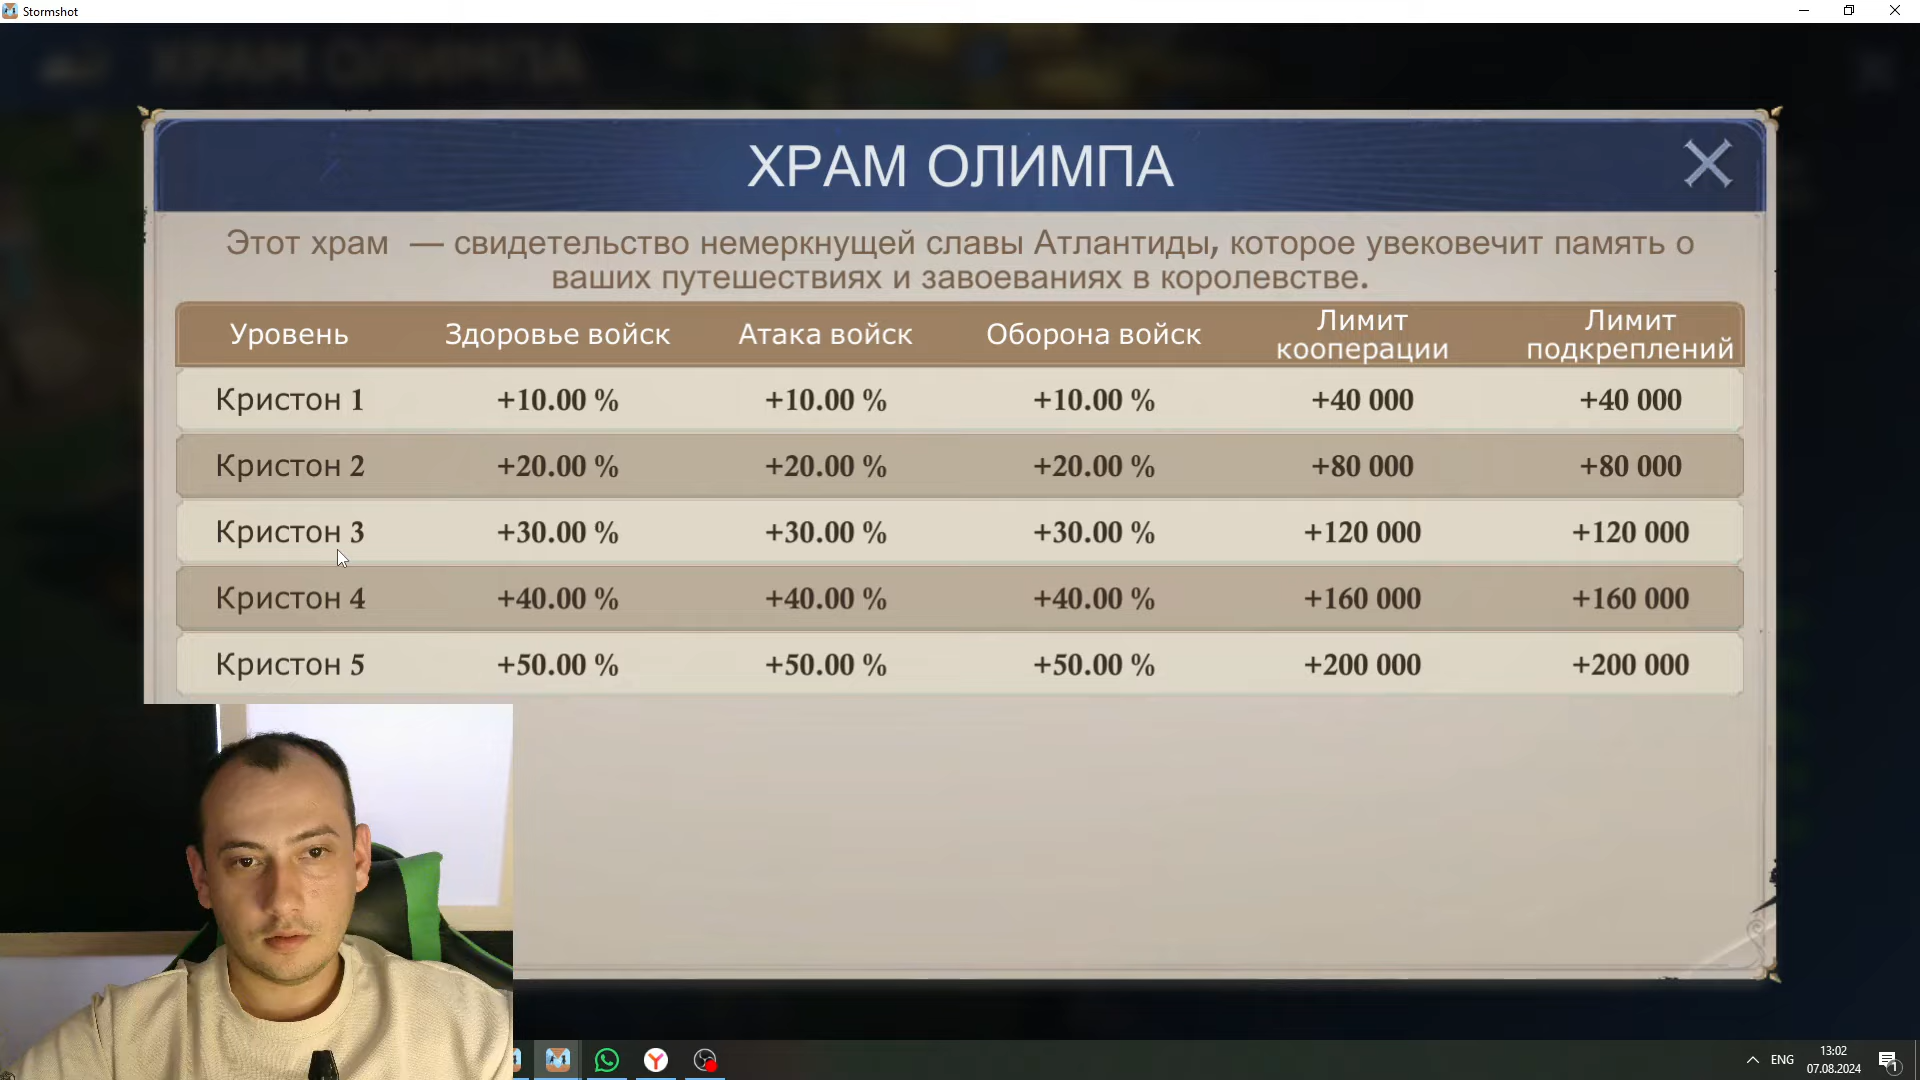 Stormshot
ХРАМ ОЛИМПА
ХРАМ ОЛИМПА
Этот храм — свидетельство немеркнущей славы Атлантиды, которое увековечит память о
ваших путешествиях и завоеваниях в королевстве.
Уровень Здоровье войск Атака войск Оборона войск Лимит кооперации Лимит подкреплений
Кристон 1 +10.00 % +10.00 % +10.00 % +40 000 +40 000
Кристон 2 +20.00 % +20.00 % +20.00 % +80 000 +80 000
Кристон 3 +30.00 % +30.00 % +30.00 % +120 000 +120 000
Кристон 4 +40.00 % +40.00 % +40.00 % +160 000 +160 000
Кристон 5 +50.00 % +50.00 % +50.00 % +200 000 +200 000
ENG
13:02
07.08.2024
1